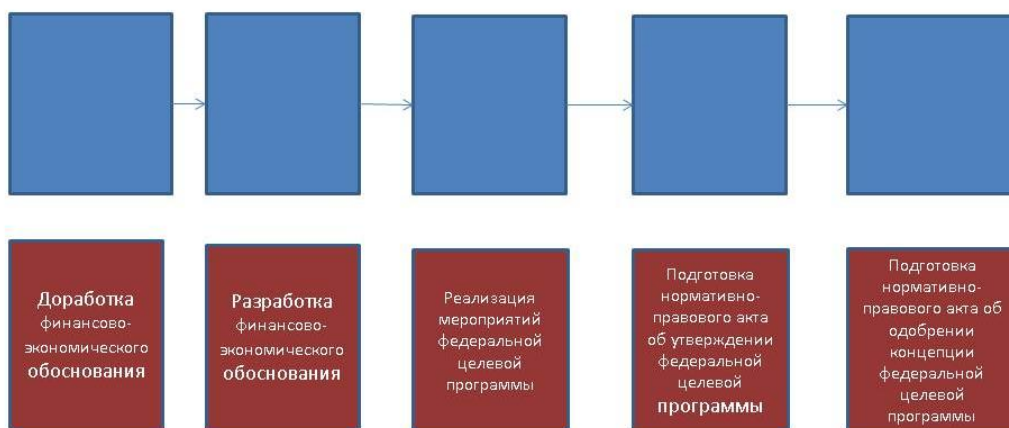 Доработка
финансово-
экономического
обоснования
Разработка
финансово-
экономического
обоснования
Реализация
мероприятий
федеральной
целевой
программы
Подготовка
нормативно-
правового акта
об утверждении
федеральной
целевой
программы
Подготовка
нормативно-
правового акта об
одобрении
концепции
федеральной
целевой
программы